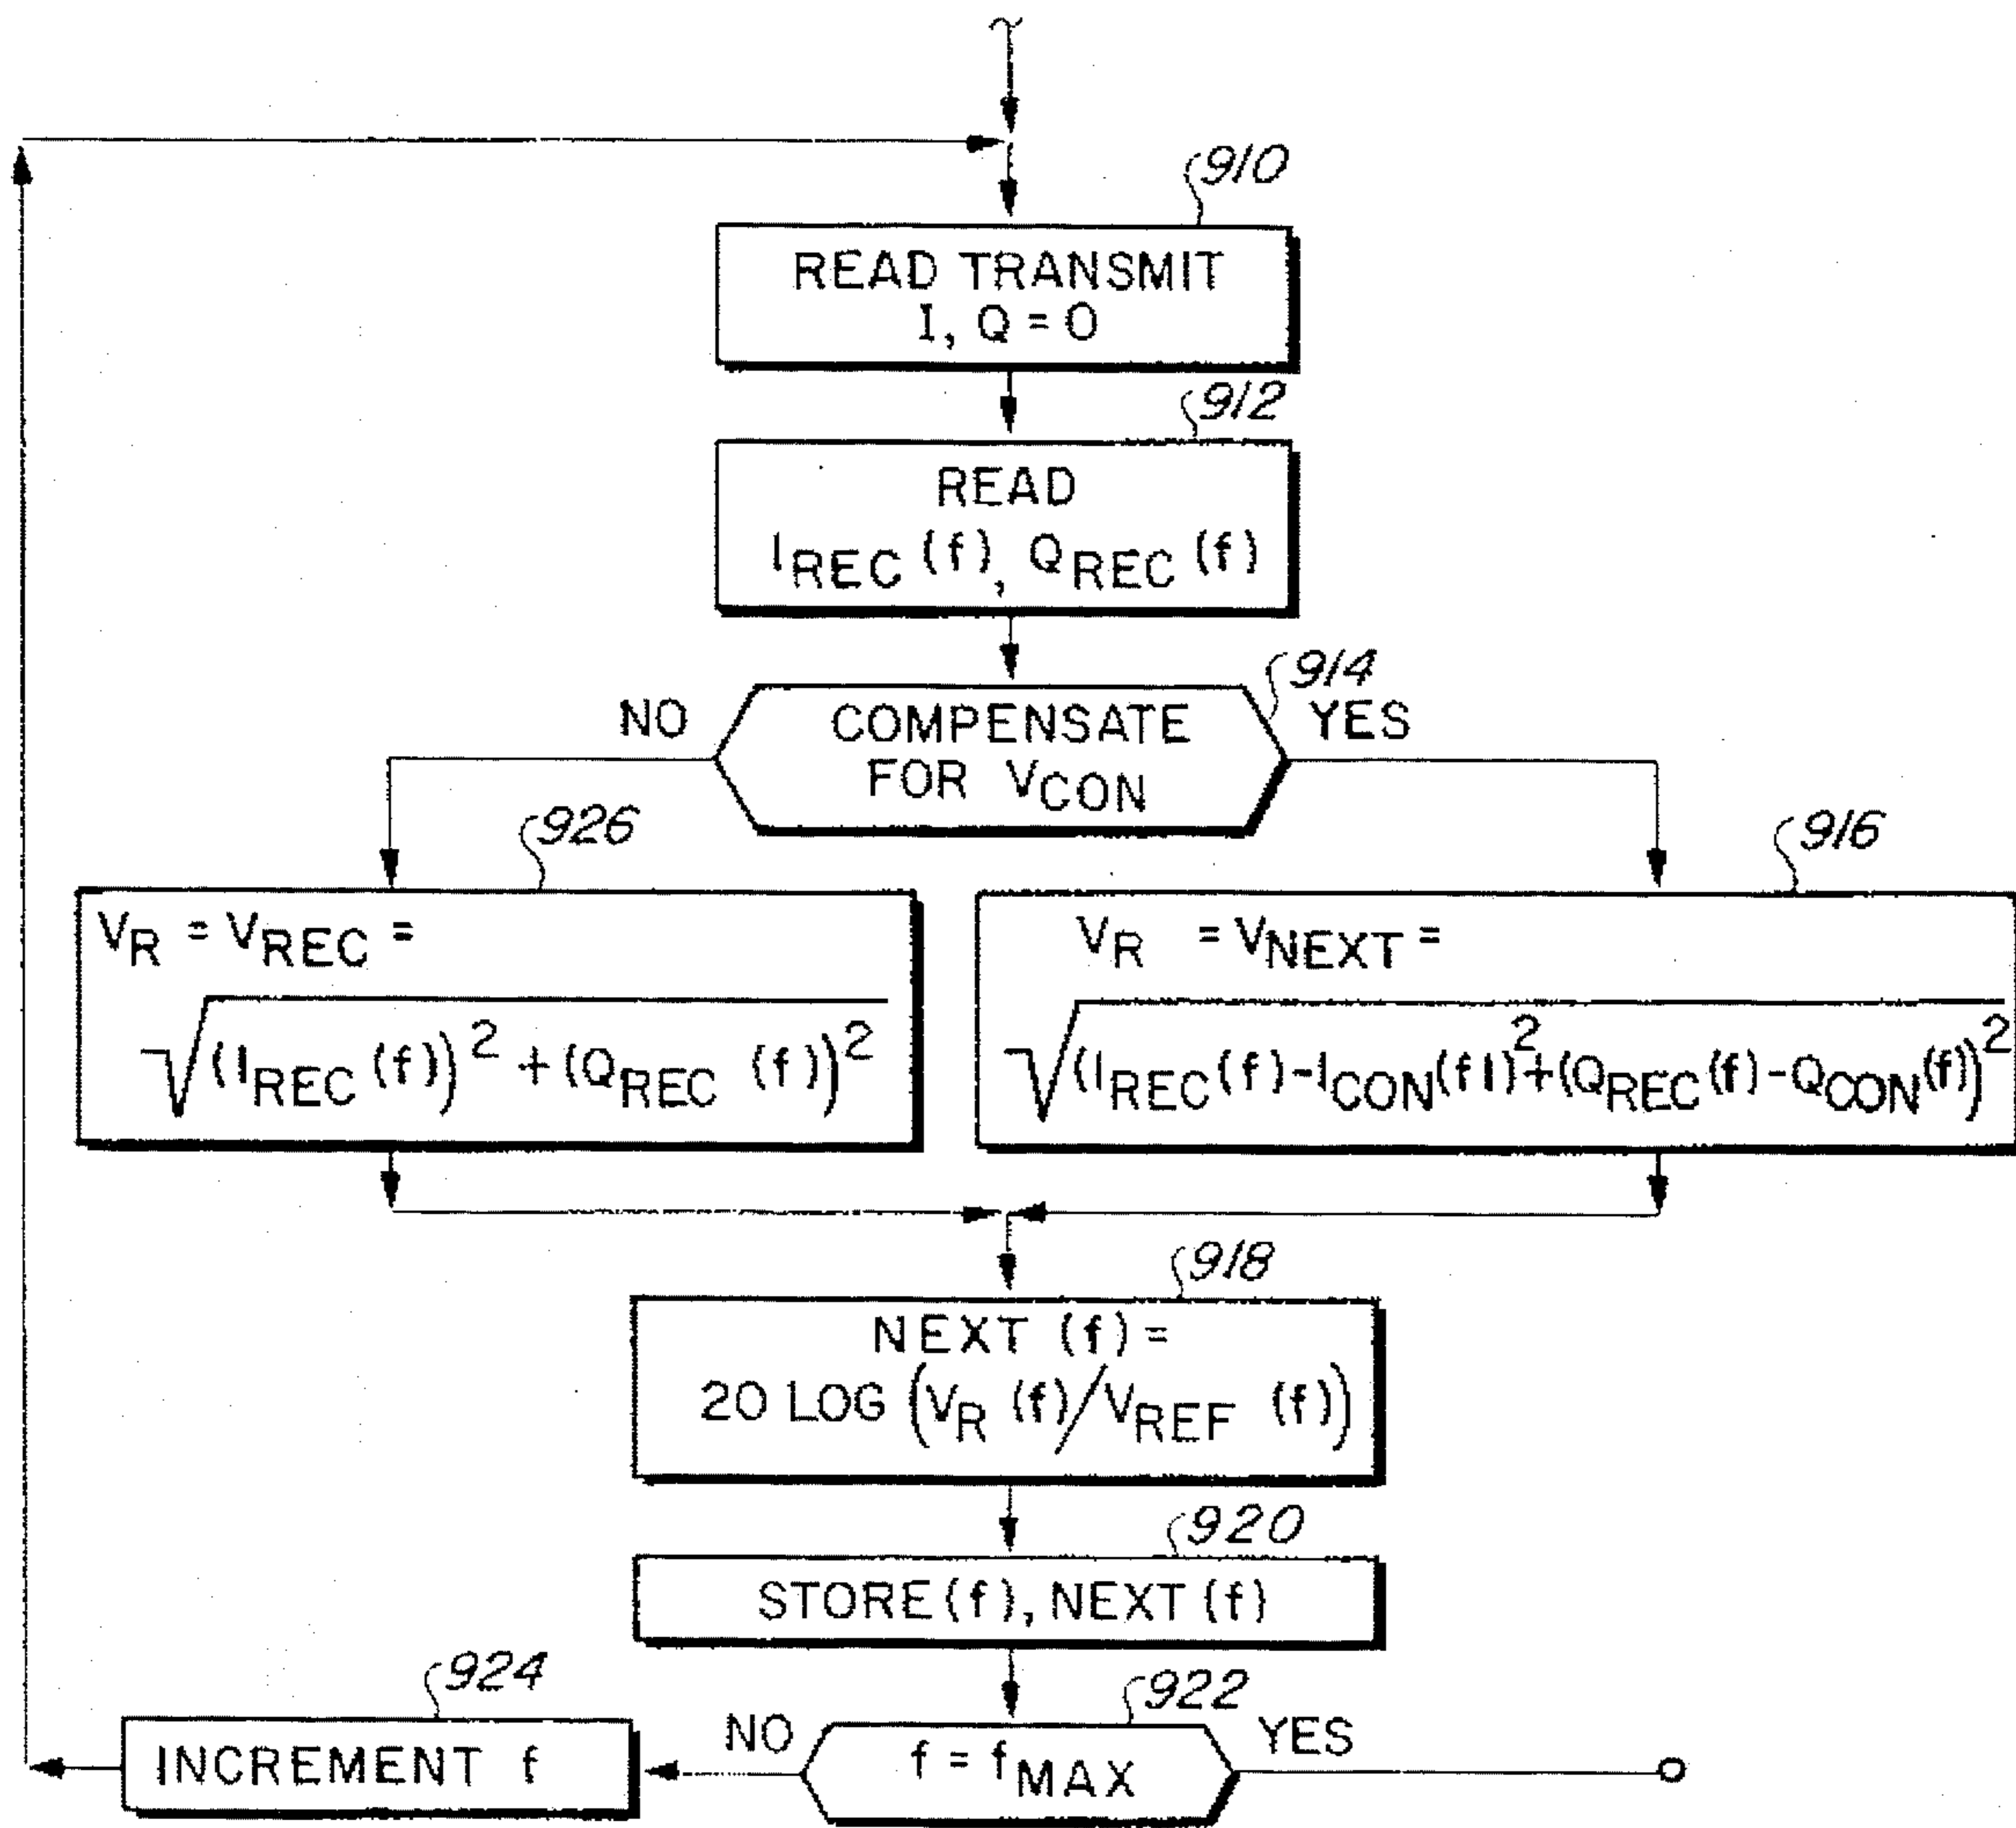 910
READ TRANSMIT
I, Q = 0
912
READ
IREC (f), QREC (f)
914
NO
COMPENSATE
FOR VCON
YES
926
VR = VREC =
√(IREC (f))2 + (QREC (f))2
916
VR = VNEXT =
√(IREC(f)-ICON(f))2+(QREC(f)-QCON(f))2
918
NEXT (f) =
20 LOG (VR (f)/VREF (f))
920
STORE (f), NEXT (f)
922
NO
f = fMAX
YES
924
INCREMENT f